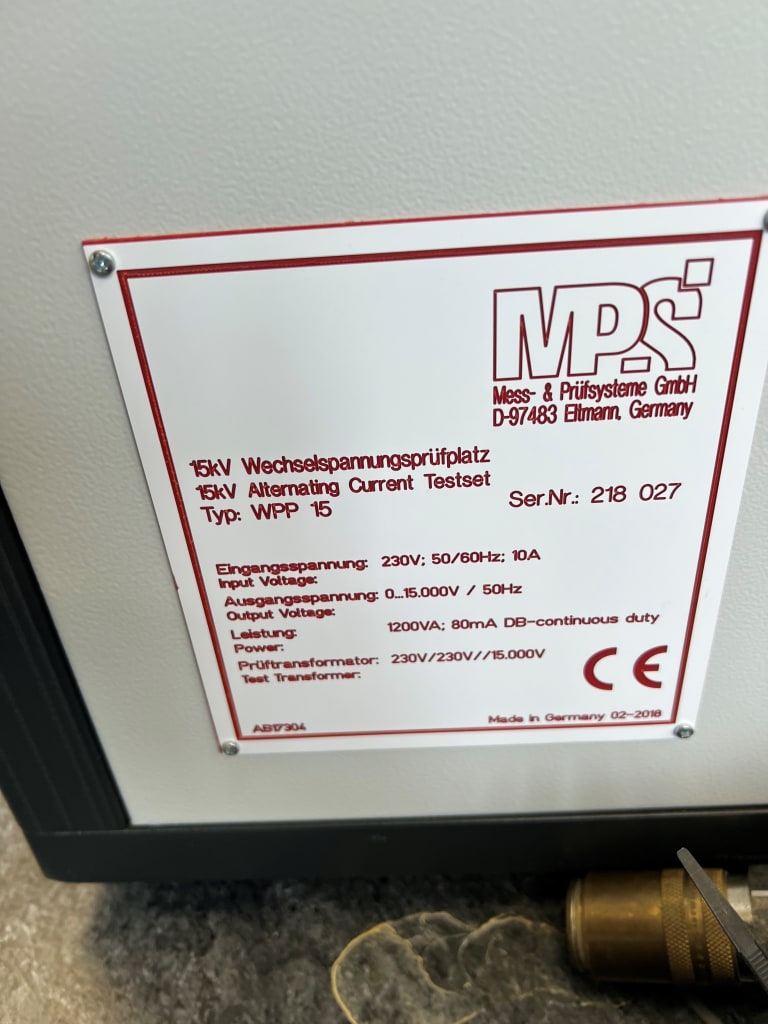 MPS
Mess- & Prüfsysteme GmbH
D-97483 Eltmann, Germany
15kV Wechselspannungsprüfplatz
15kV Alternating Current Testset
Typ: WPP 15
Ser.Nr.: 218 027
Eingangsspannung: 230V; 50/60Hz; 10A
Input Voltage:
Ausgangsspannung: 0...15.000V / 50Hz
Output Voltage:
Leistung: 1200VA; 80mA DB-continuous duty
Power:
Prüftransformator: 230V/230V//15.000V
Test Transformer:
CE
AB17304
Made in Germany 02-2018